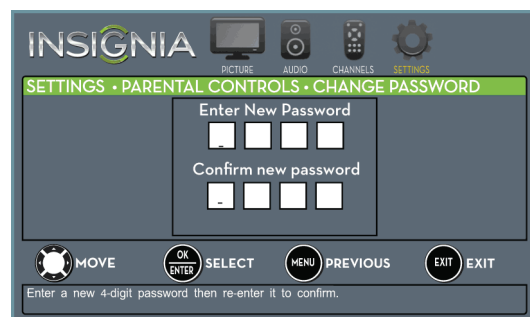 INSIGNIA
PICTURE AUDIO CHANNELS SETTINGS
SETTINGS • PARENTAL CONTROLS • CHANGE PASSWORD
Enter New Password
Confirm new password
MOVE OK ENTER SELECT MENU PREVIOUS EXIT EXIT
Enter a new 4-digit password then re-enter it to confirm.